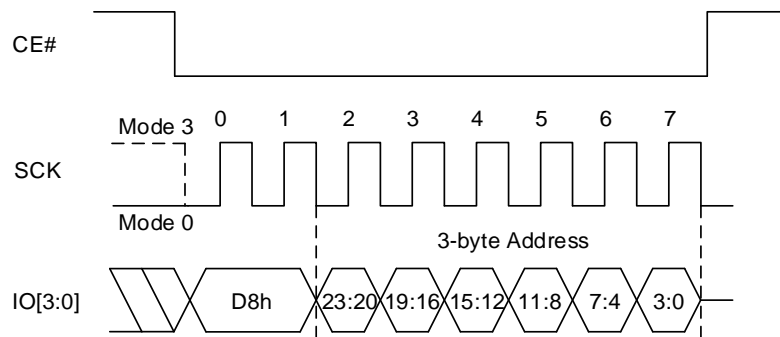 CE#
Mode 3 0 1 2 3 4 5 6 7
SCK
Mode 0
3-byte Address
IO[3:0] D8h 23:20 19:16 15:12 11:8 7:4 3:0